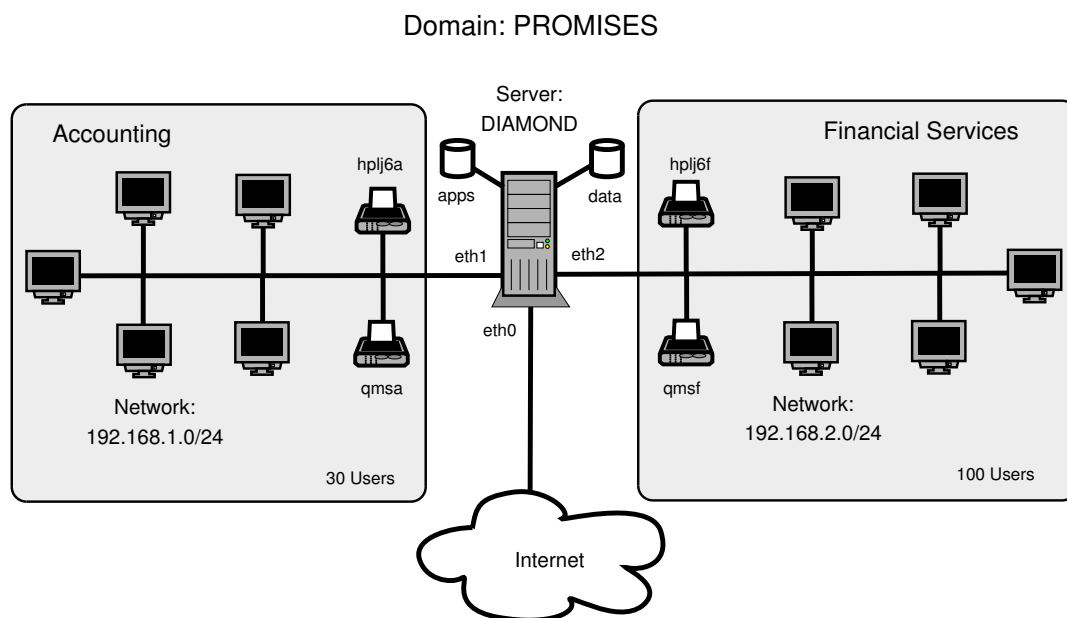 Domain: PROMISES
Server:
DIAMOND
Accounting
Financial Services
hplj6a
apps
data
hplj6f
eth1
eth2
eth0
qmsa
qmsf
Network:
192.168.1.0/24
Network:
192.168.2.0/24
30 Users
100 Users
Internet